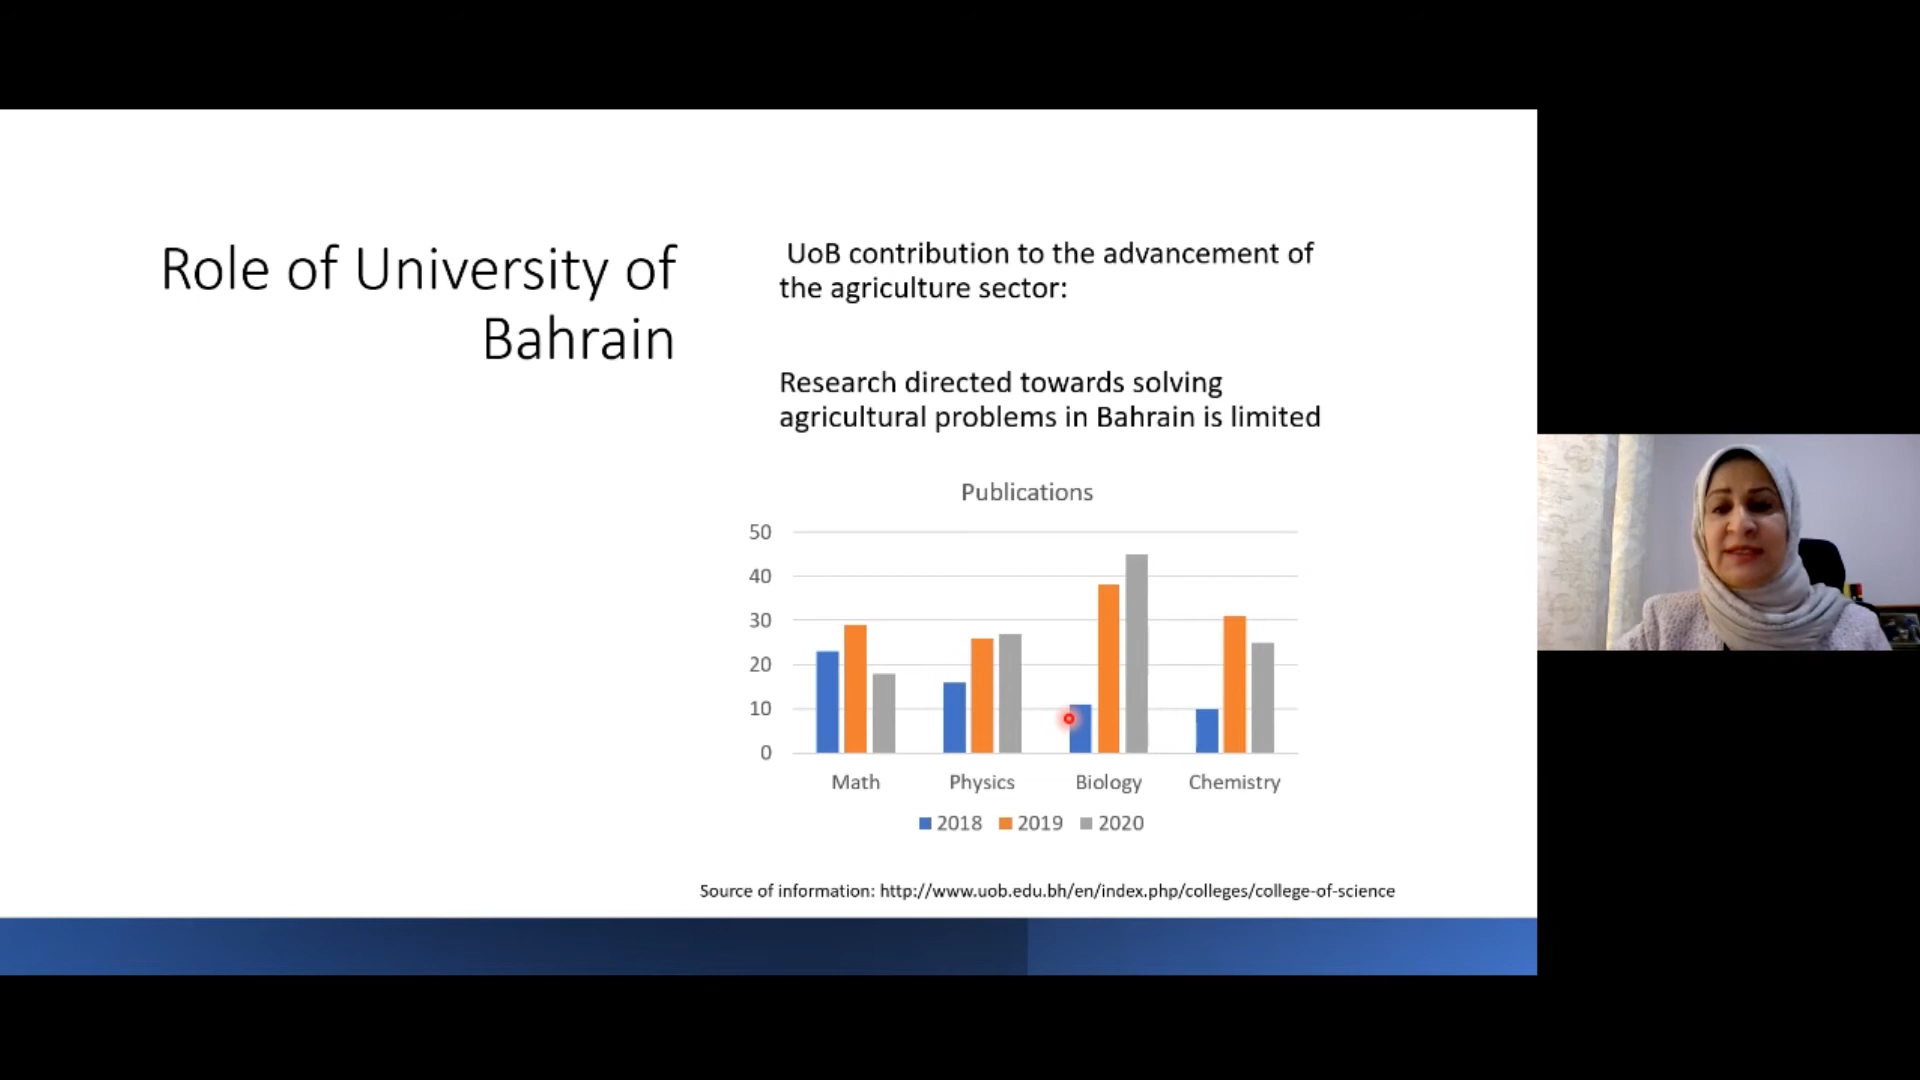 Role of University of
Bahrain
UoB contribution to the advancement of
the agriculture sector:
Research directed towards solving
agricultural problems in Bahrain is limited
Publications
50
40
30
20
10
0
Math Physics Biology Chemistry
2018 2019 2020
Source of information: http://www.uob.edu.bh/en/index.php/colleges/college-of-science